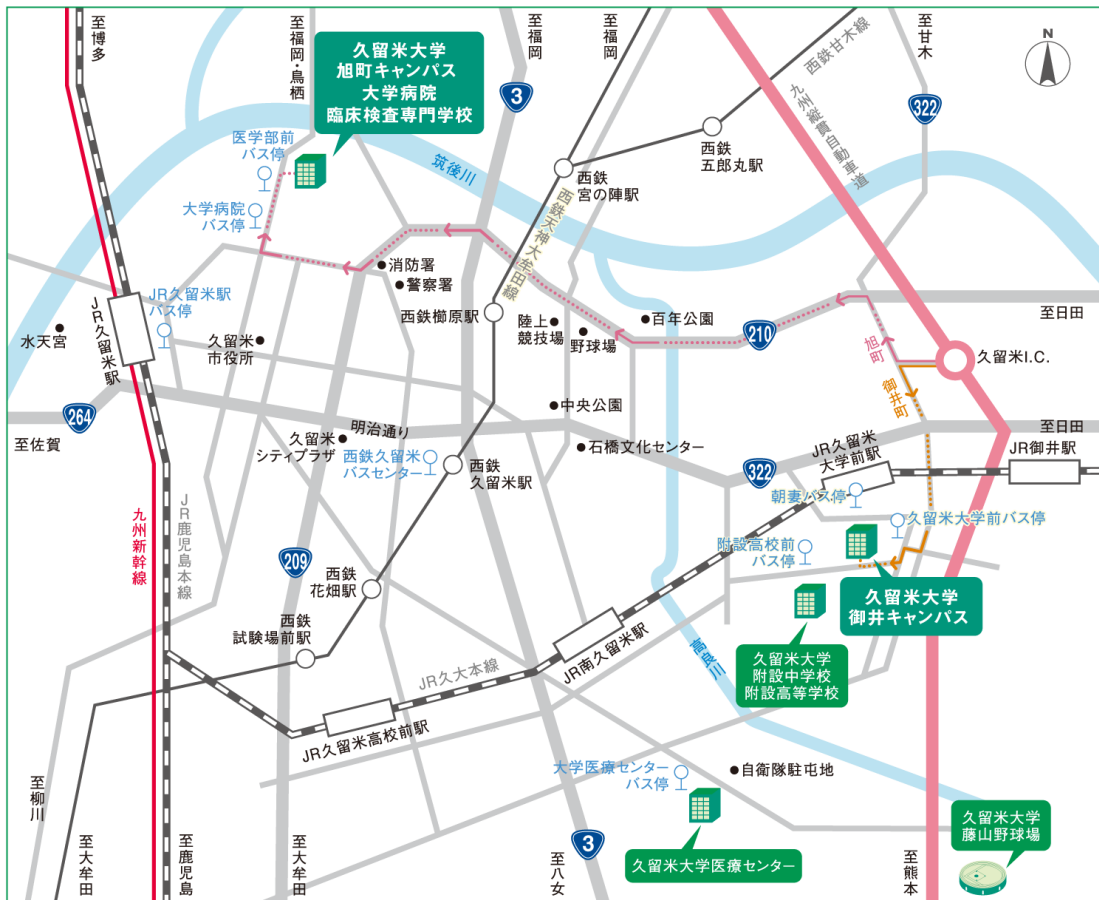 至博多
至福岡・鳥栖
至福岡
至福岡
至甘木
N
久留米大学
旭町キャンパス
大学病院
臨床検査専門学校
3
西鉄甘木線
九州縦貫自動車道
322
医学部前
バス停
西鉄
五郎丸駅
筑後川
西鉄
宮の陣駅
大学病院
バス停
西鉄天神大牟田線
消防署
警察署
JR久留米駅
バス停
西鉄櫛原駅
陸上
競技場
野球場
百年公園
210
至日田
水天宮
JR久留米駅
久留米
市役所
旭町
久留米I.C.
御井町
264
至佐賀
明治通り
中央公園
至日田
久留米
シティプラザ
西鉄久留米
バスセンター
西鉄
久留米駅
石橋文化センター
322
JR久留米
大学前駅
JR御井駅
朝妻バス停
久留米大学前バス停
九州新幹線
JR鹿児島本線
209
附設高校前
バス停
西鉄
花畑駅
久留米大学
御井キャンパス
西鉄
試験場前駅
JR南久留米駅
高良川
久留米大学
附設中学校
附設高等学校
JR久大本線
JR久留米高校前駅
大学医療センター
バス停
自衛隊駐屯地
至柳川
久留米大学
藤山野球場
至大牟田
至鹿児島
至大牟田
3
至八女
久留米大学医療センター
至熊本